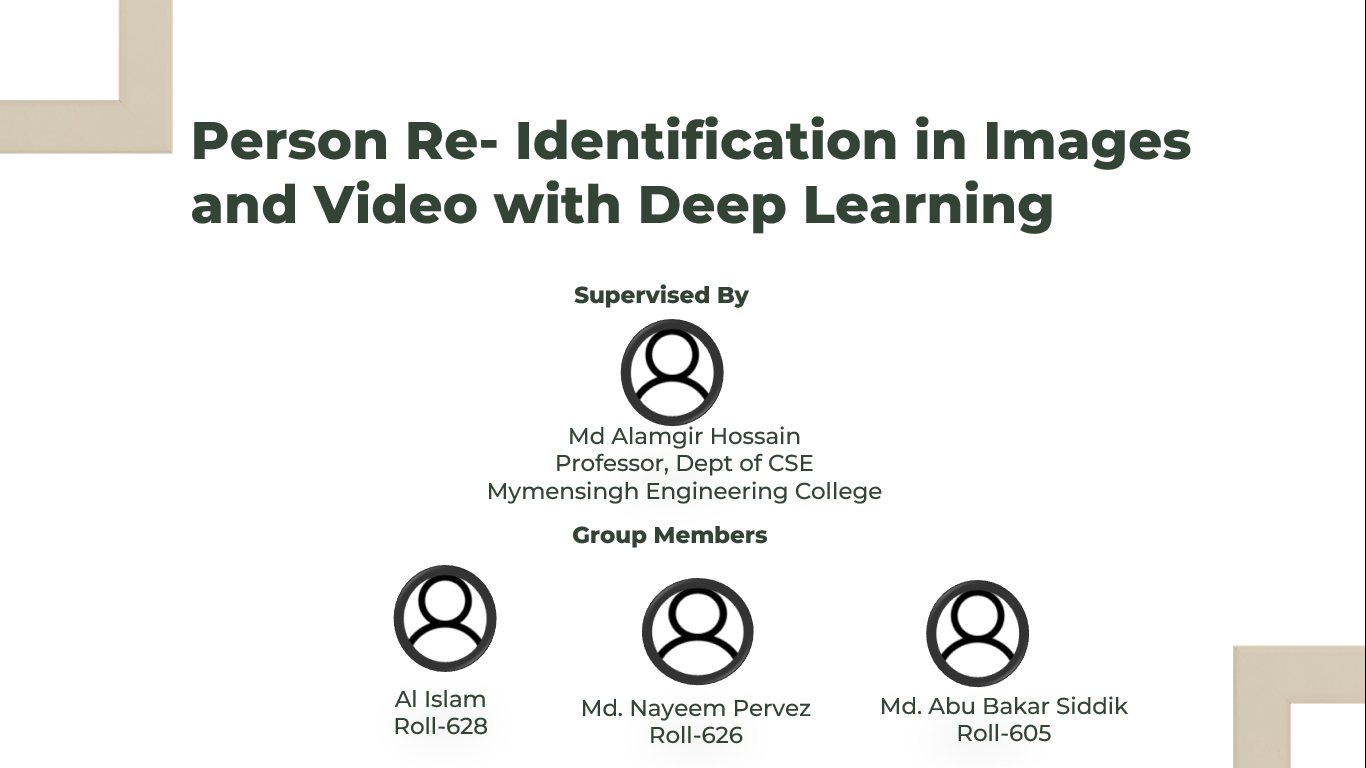 Person Re- Identification in Images
and Video with Deep Learning
Supervised By
Md Alamgir Hossain
Professor, Dept of CSE
Mymensingh Engineering College
Group Members
Al Islam
Roll-628
Md. Nayeem Pervez
Roll-626
Md. Abu Bakar Siddik
Roll-605